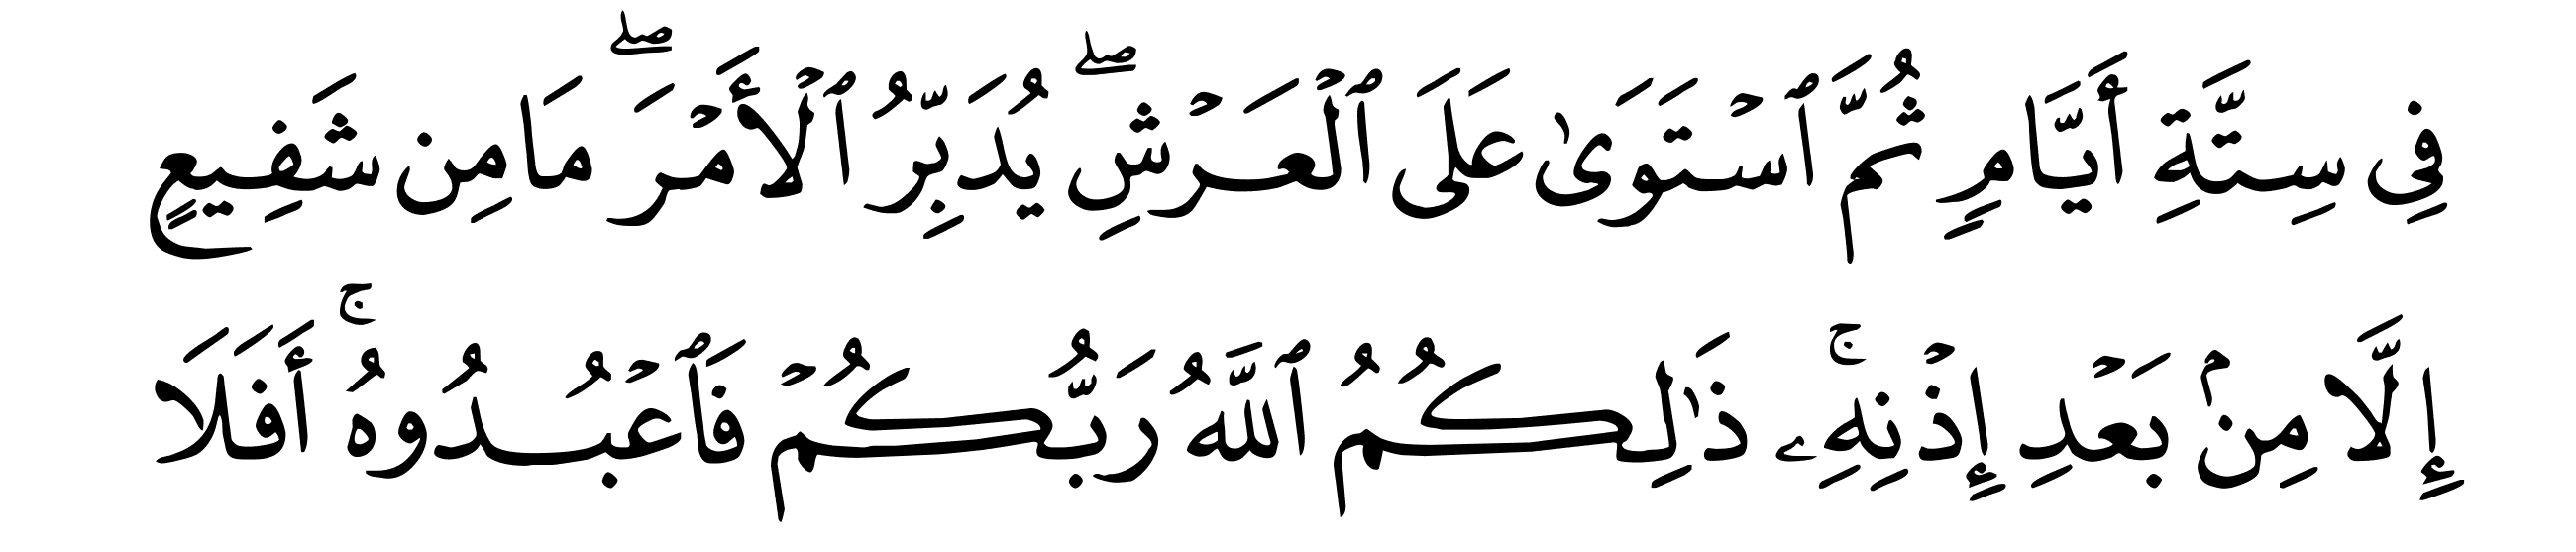 فِي سِتَّةِ أَيَّامٖ ثُمَّ ٱسۡتَوَىٰ عَلَى ٱلۡعَرۡشِۖ يُدَبِّرُ ٱلۡأَمۡرَۖ مَا مِن شَفِيعٍ
إِلَّا مِنۢ بَعۡدِ إِذۡنِهِۦۚ ذَٰلِكُمُ ٱللَّهُ رَبُّكُمۡ فَٱعۡبُدُوهُۚ أَفَلَا